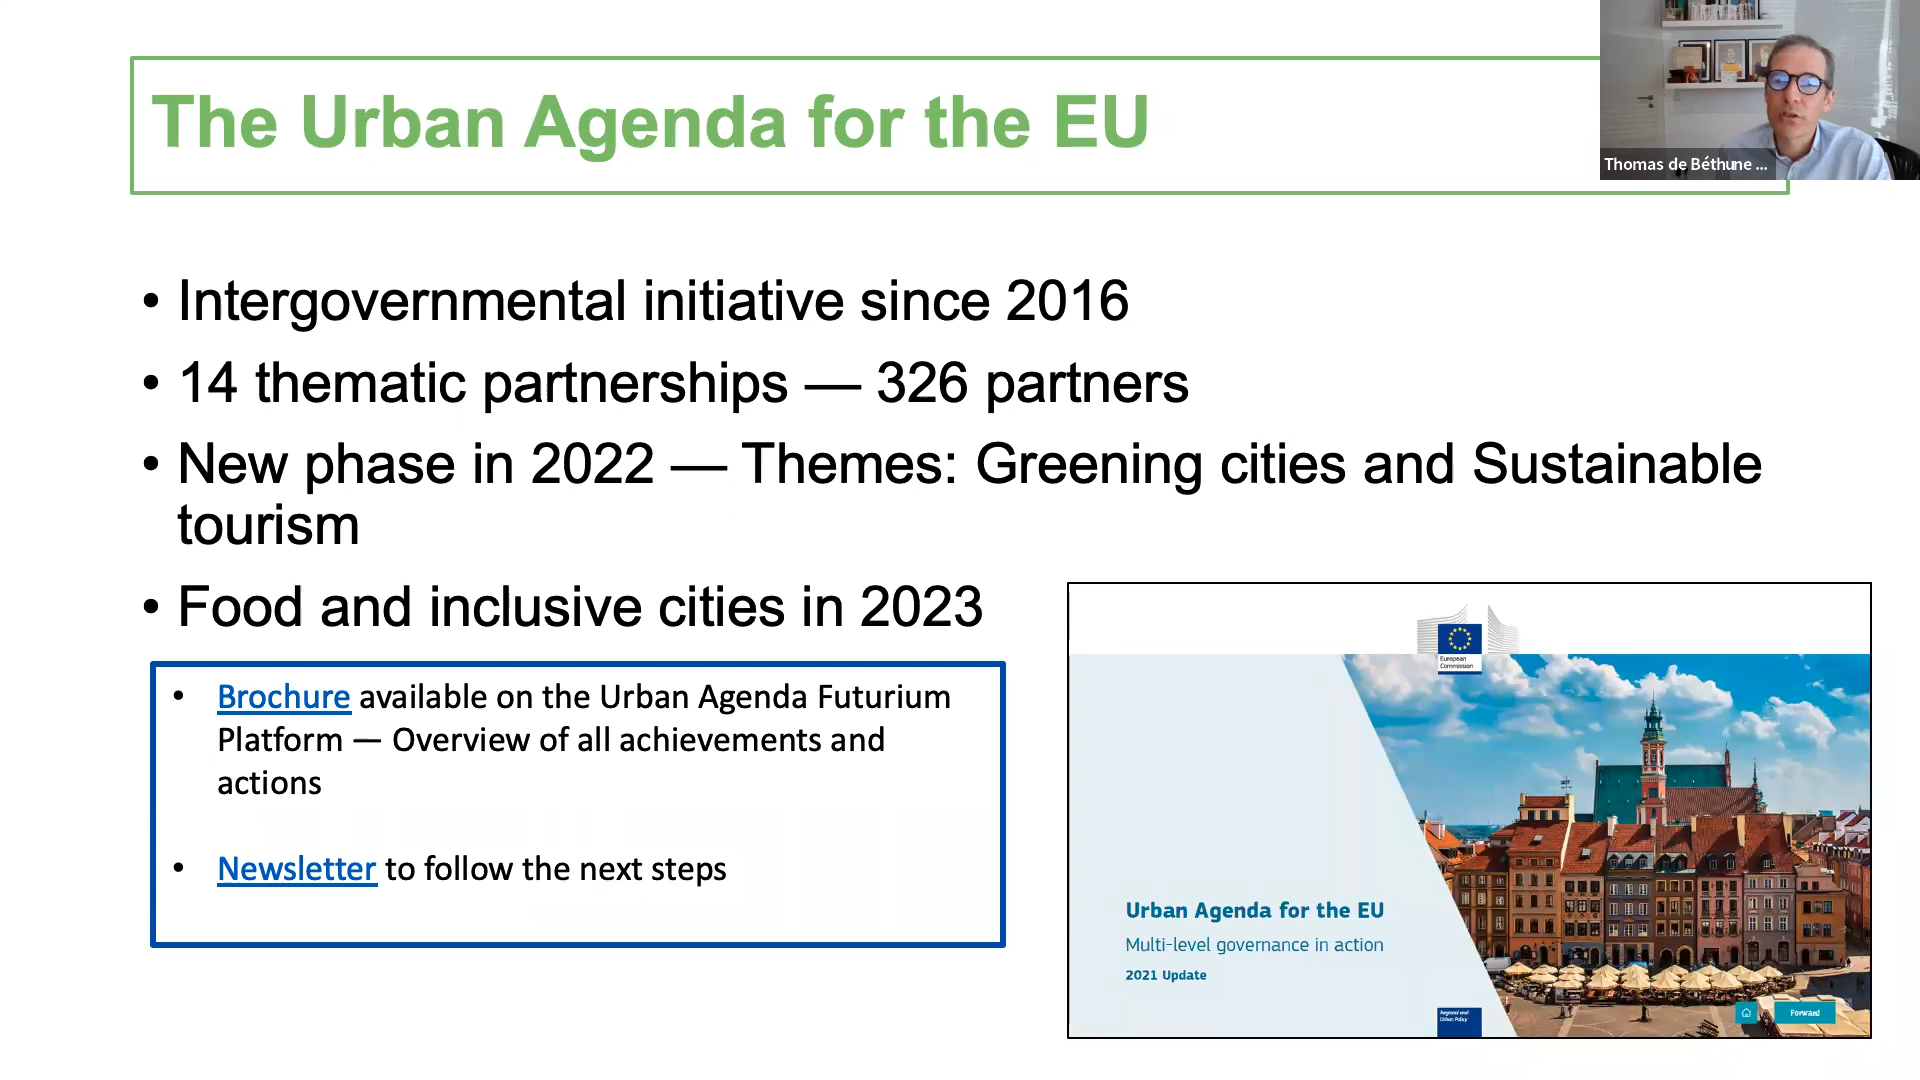 The Urban Agenda for the EU
Thomas de Béthune ...
• Intergovernmental initiative since 2016
• 14 thematic partnerships — 326 partners
• New phase in 2022 — Themes: Greening cities and Sustainable
tourism
• Food and inclusive cities in 2023
• Brochure available on the Urban Agenda Futurium
Platform — Overview of all achievements and
actions
• Newsletter to follow the next steps
European
Commission
Urban Agenda for the EU
Multi-level governance in action
2021 Update
Regional and
Urban Policy
Forward